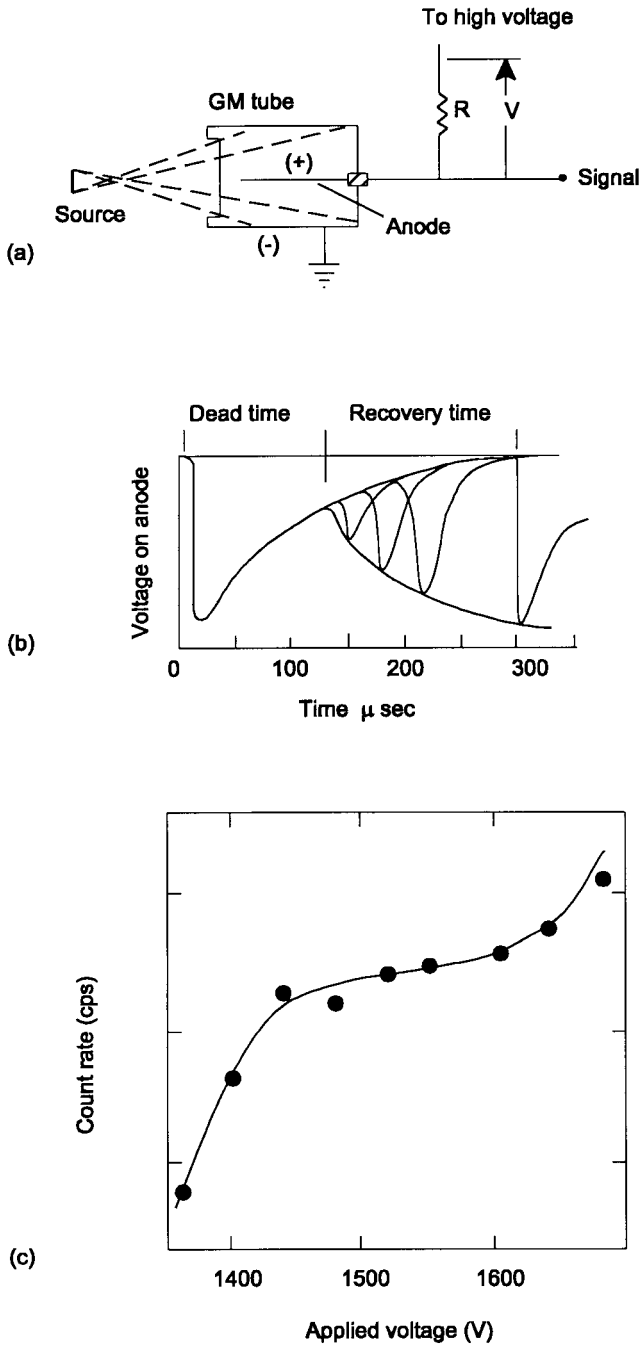 To high voltage
GM tube
R
V
(+)
Signal
Source
Anode
(-)
(a)
Dead time
Recovery time
Voltage on anode
(b)
0
100
200
300
Time μ sec
Count rate (cps)
(c)
1400
1500
1600
Applied voltage (V)